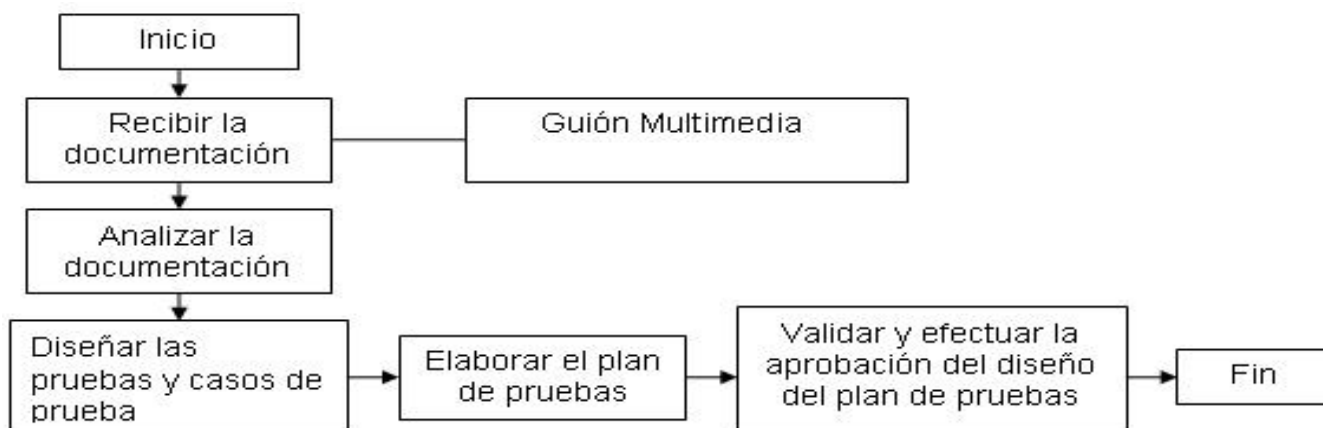 Inicio
Recibir la
documentación
Guión Multimedia
Analizar la
documentación
Diseñar las
pruebas y casos de
prueba
Elaborar el plan
de pruebas
Validar y efectuar la
aprobación del diseño
del plan de pruebas
Fin